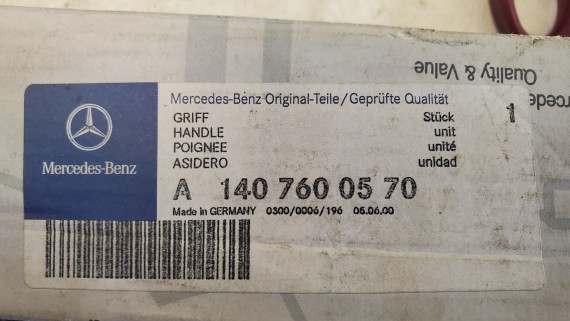 Quality & Value
Mercedes-Benz Original-Teile/Geprüfte Qualität
GRIFF Stück 1
HANDLE unit
POIGNEE unité
ASIDERO unidad
Mercedes-Benz
A 140 760 05 70
Made in GERMANY 0300/0006/196 05.06.00